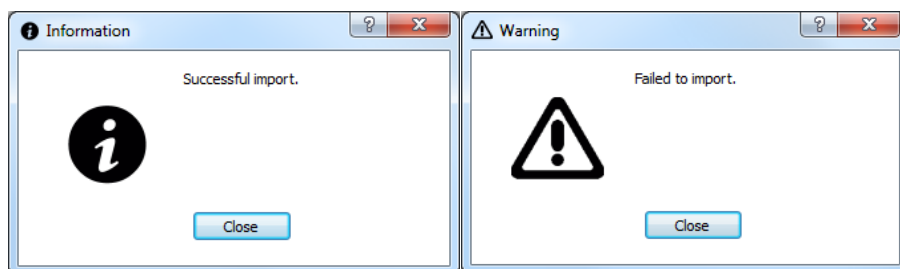 Information
Successful import.
Close
Warning
Failed to import.
Close